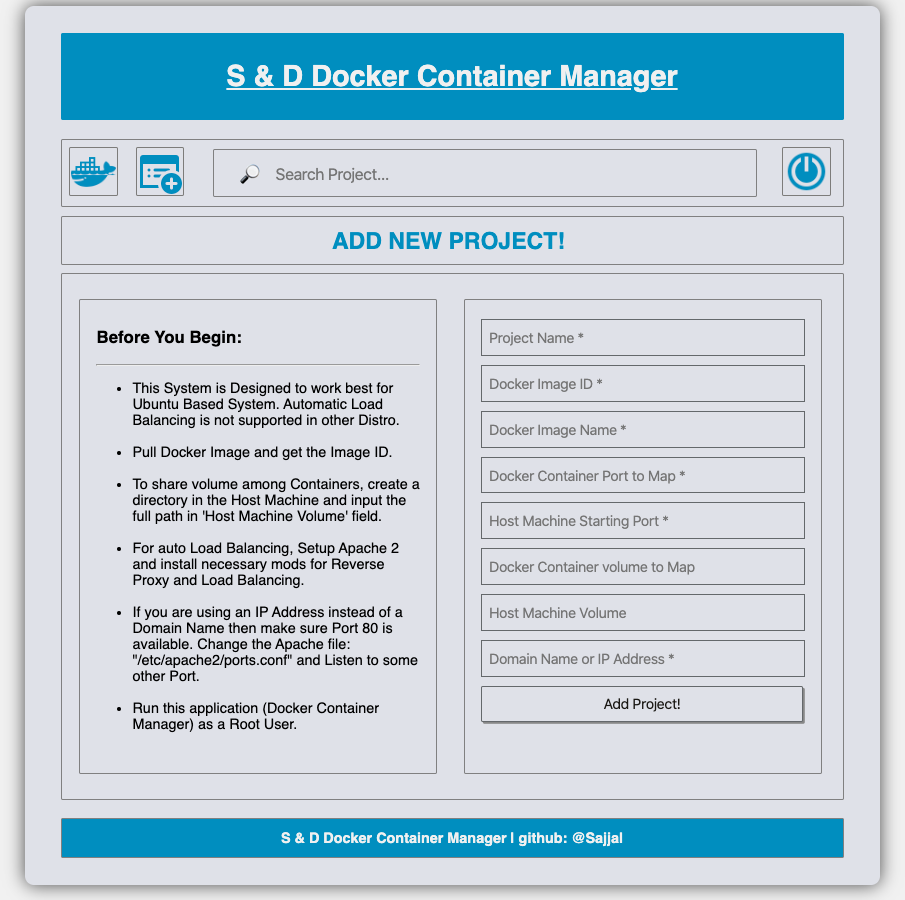 S & D Docker Container Manager
Search Project...
ADD NEW PROJECT!
Before You Begin:
This System is Designed to work best for
Ubuntu Based System. Automatic Load
Balancing is not supported in other Distro.
Pull Docker Image and get the Image ID.
To share volume among Containers, create a
directory in the Host Machine and input the
full path in 'Host Machine Volume' field.
For auto Load Balancing, Setup Apache 2
and install necessary mods for Reverse
Proxy and Load Balancing.
If you are using an IP Address instead of a
Domain Name then make sure Port 80 is
available. Change the Apache file:
"/etc/apache2/ports.conf" and Listen to some
other Port.
Run this application (Docker Container
Manager) as a Root User.
Project Name *
Docker Image ID *
Docker Image Name *
Docker Container Port to Map *
Host Machine Starting Port *
Docker Container volume to Map
Host Machine Volume
Domain Name or IP Address *
Add Project!
S & D Docker Container Manager | github: @Sajjal